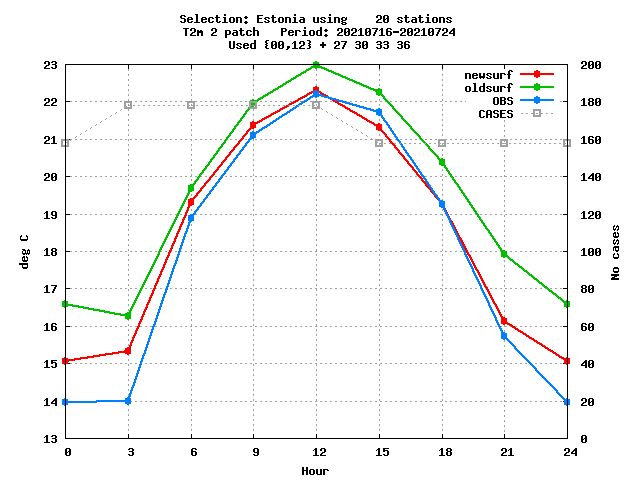 Selection: Estonia using    20 stations
T2m 2 patch   Period: 20210716-20210724
Used {00,12} + 27 30 33 36
newsurf
oldsurf
OBS
CASES
23
22
21
20
19
18
17
16
15
14
13
deg C
200
180
160
140
120
100
80
60
40
20
0
No cases
0 3 6 9 12 15 18 21 24
Hour